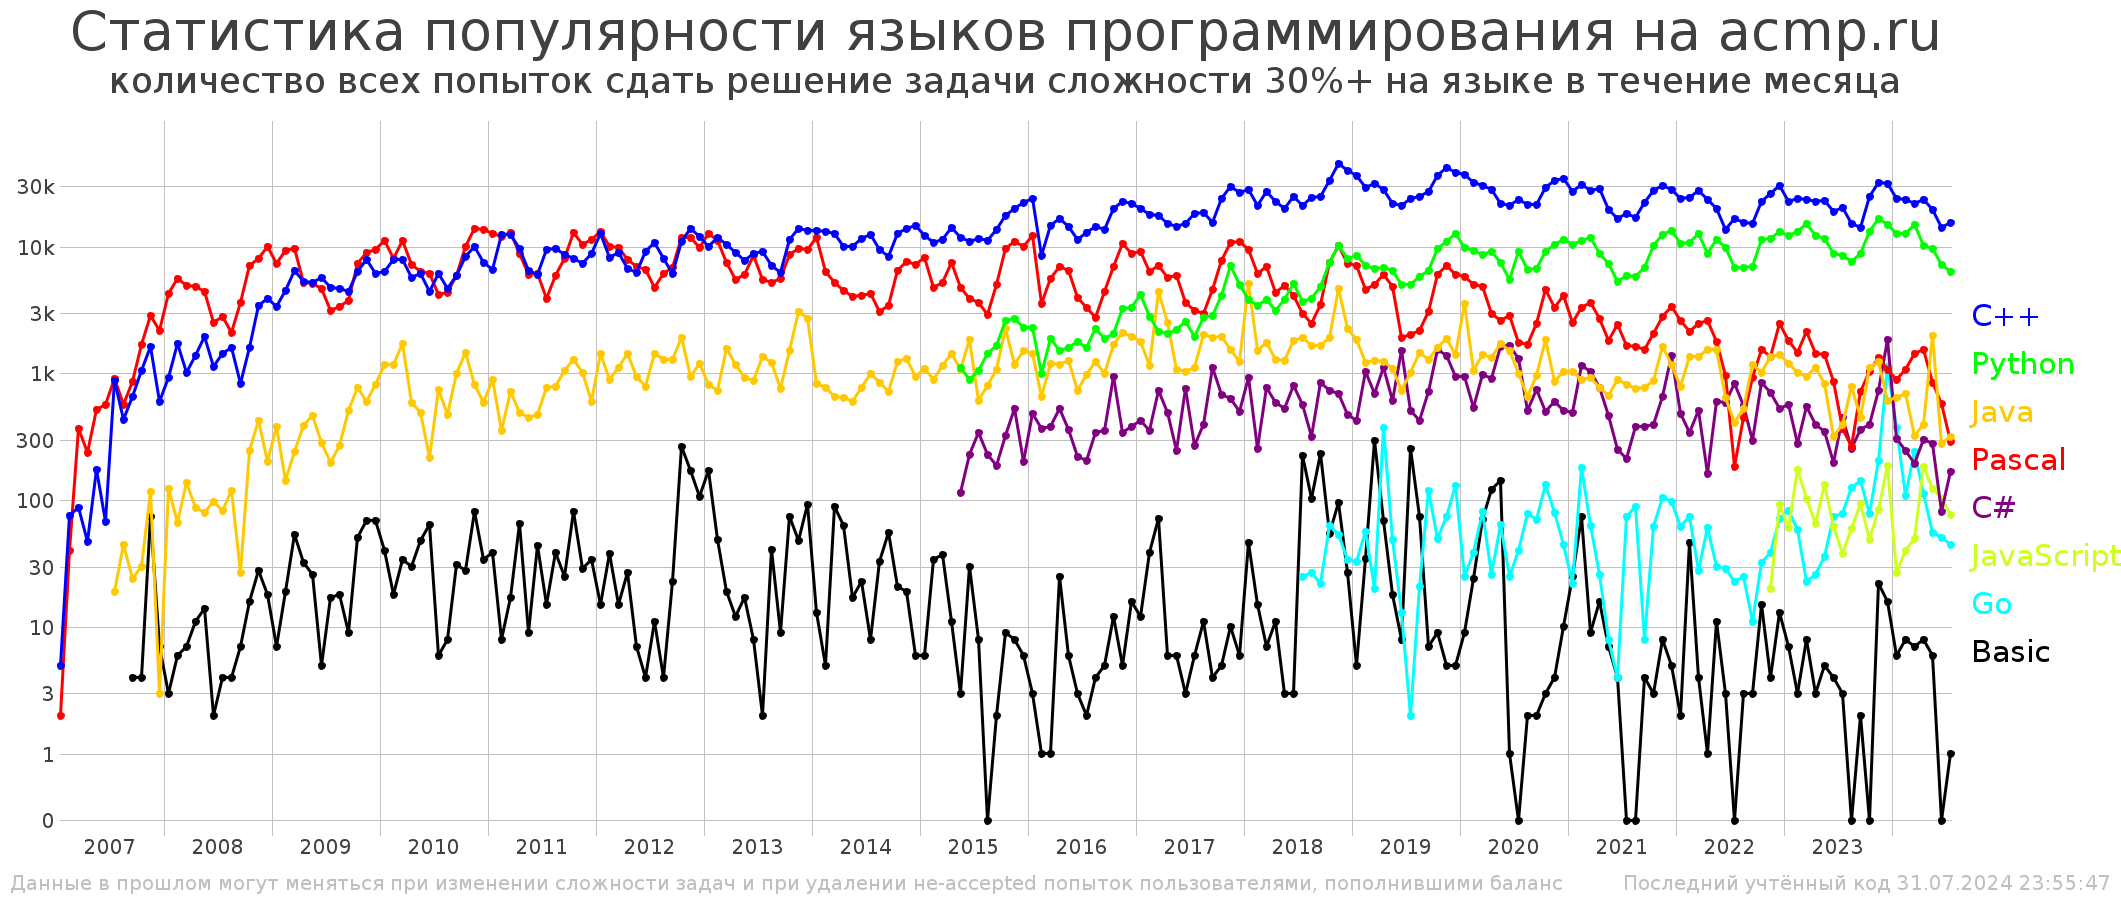 Статистика популярности языков программирования на acmp.ru
количество всех попыток сдать решение задачи сложности 30%+ на языке в течение месяца
30k
10k
3k
1k
300
100
30
10
3
1
0
C++
Python
Java
Pascal
C#
JavaScript
Go
Basic
2007 2008 2009 2010 2011 2012 2013 2014 2015 2016 2017 2018 2019 2020 2021 2022 2023
Данные в прошлом могут меняться при изменении сложности задач и при удалении не-accepted попыток пользователями, пополнившими баланс
Последний учтённый код 31.07.2024 23:55:47